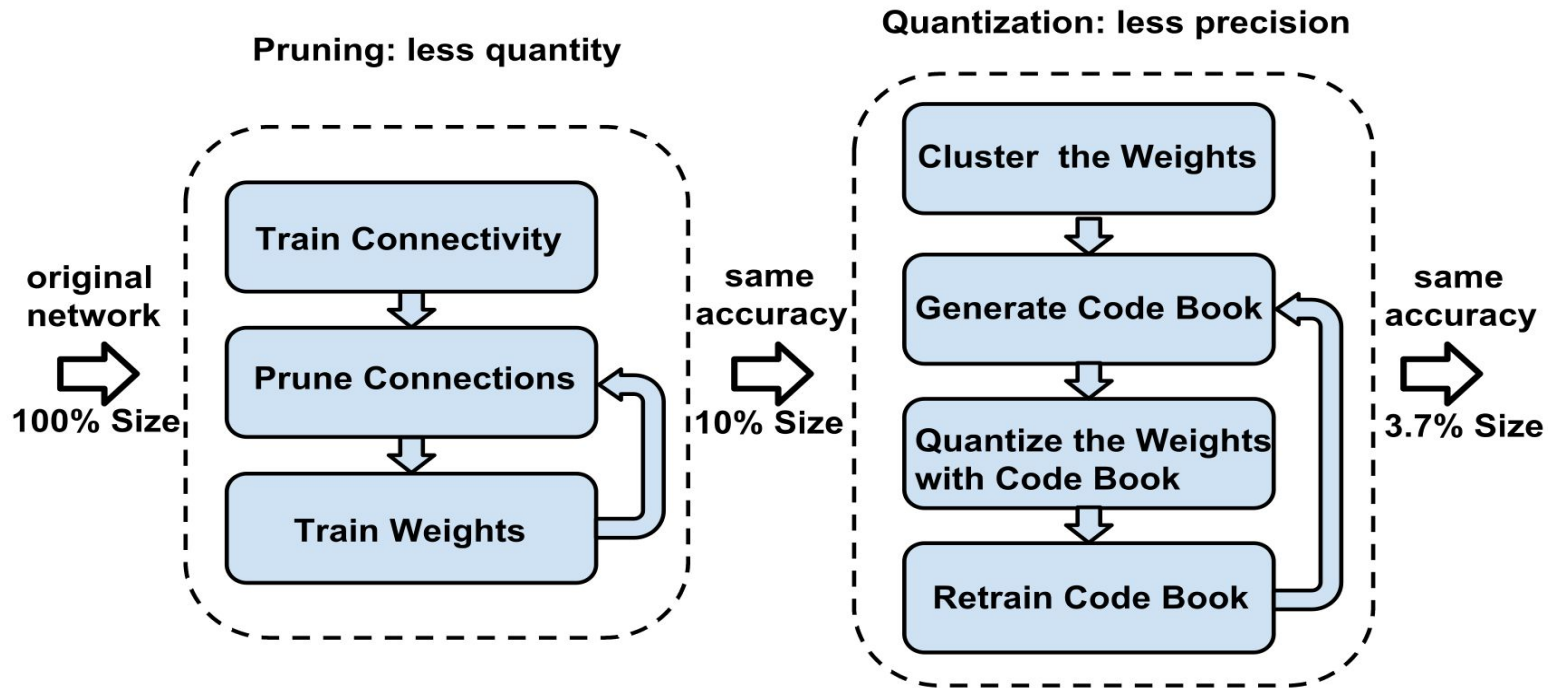 Pruning: less quantity
Quantization: less precision
original
network
100% Size
Train Connectivity
Prune Connections
Train Weights
same
accuracy
10% Size
Cluster the Weights
Generate Code Book
Quantize the Weights
with Code Book
Retrain Code Book
same
accuracy
3.7% Size